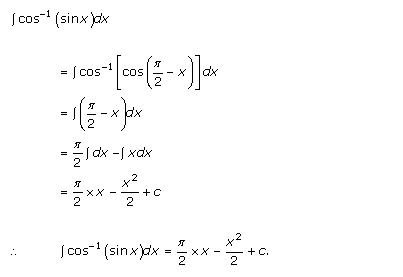 ∫cos⁻¹(sinx)dx
= ∫cos⁻¹[cos(π/2 − x)]dx
= ∫(π/2 − x)dx
= π/2 ∫dx − ∫xdx
= π/2 × x − x²/2 + c
∴ ∫cos⁻¹(sinx)dx = π/2 × x − x²/2 + c.